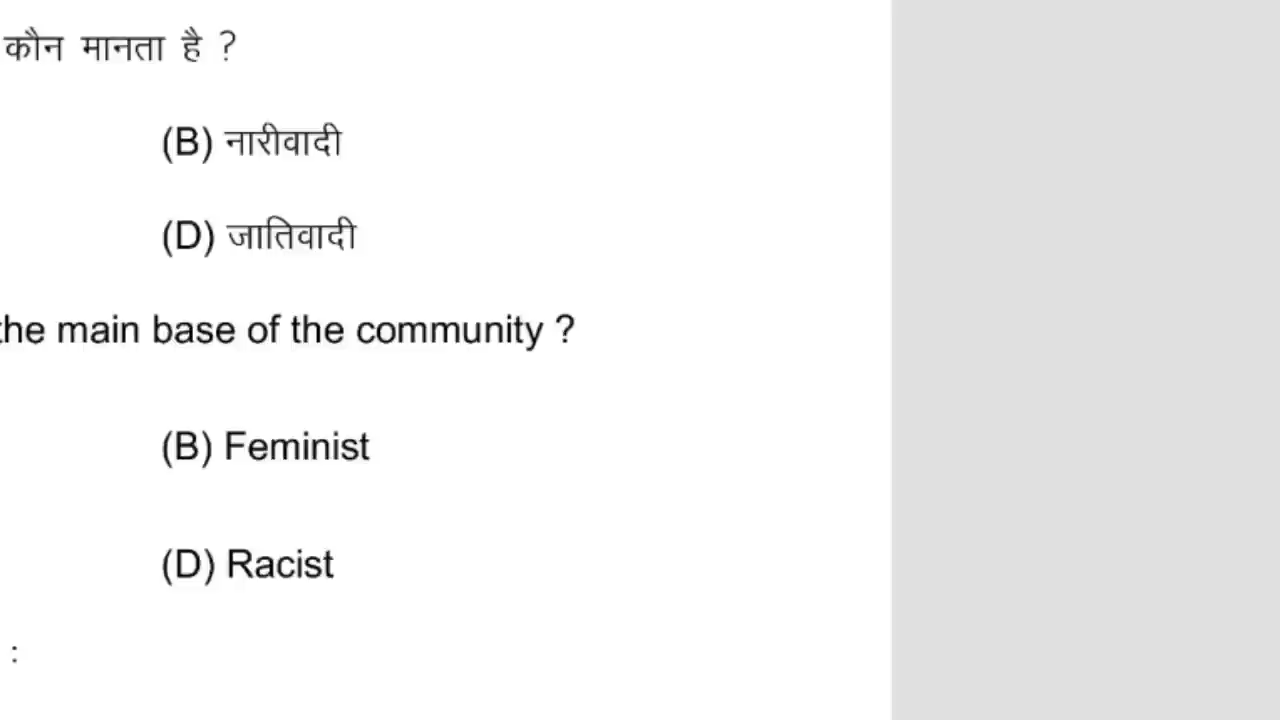 कौन मानता है ?
(B) नारीवादी
(D) जातिवादी
the main base of the community ?
(B) Feminist
(D) Racist
: